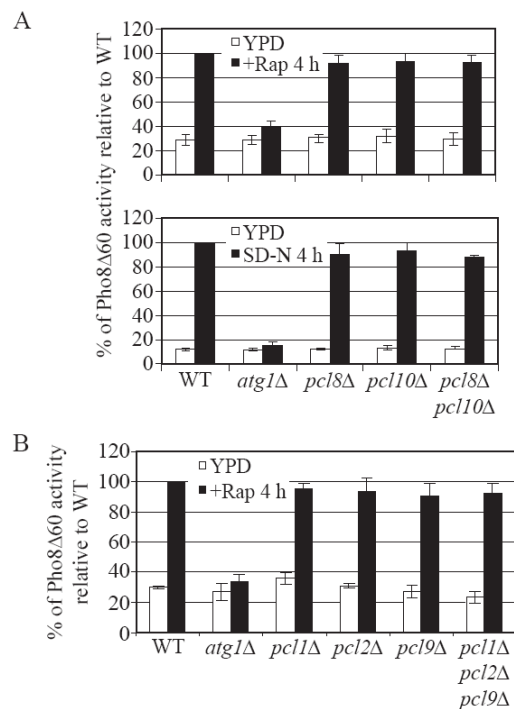 A
% of Pho8Δ60 activity relative to WT
120
100
80
60
40
20
0
YPD
+Rap 4 h
120
100
80
60
40
20
0
YPD
SD-N 4 h
WT
atg1Δ
pcl8Δ
pcl10Δ
pcl8Δ
pcl10Δ
B
% of Pho8Δ60 activity
relative to WT
120
100
80
60
40
20
0
YPD
+Rap 4 h
WT
atg1Δ
pcl1Δ
pcl2Δ
pcl9Δ
pcl1Δ
pcl2Δ
pcl9Δ